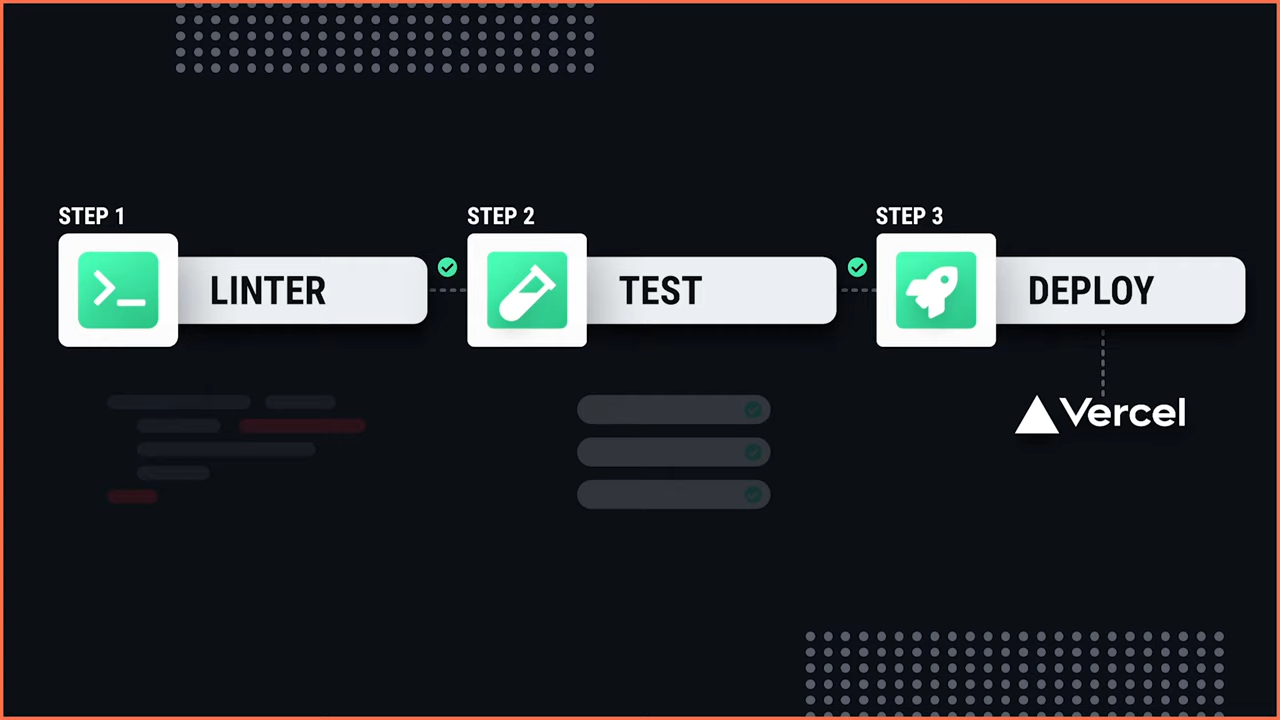 STEP 1
LINTER
STEP 2
TEST
STEP 3
DEPLOY
Vercel